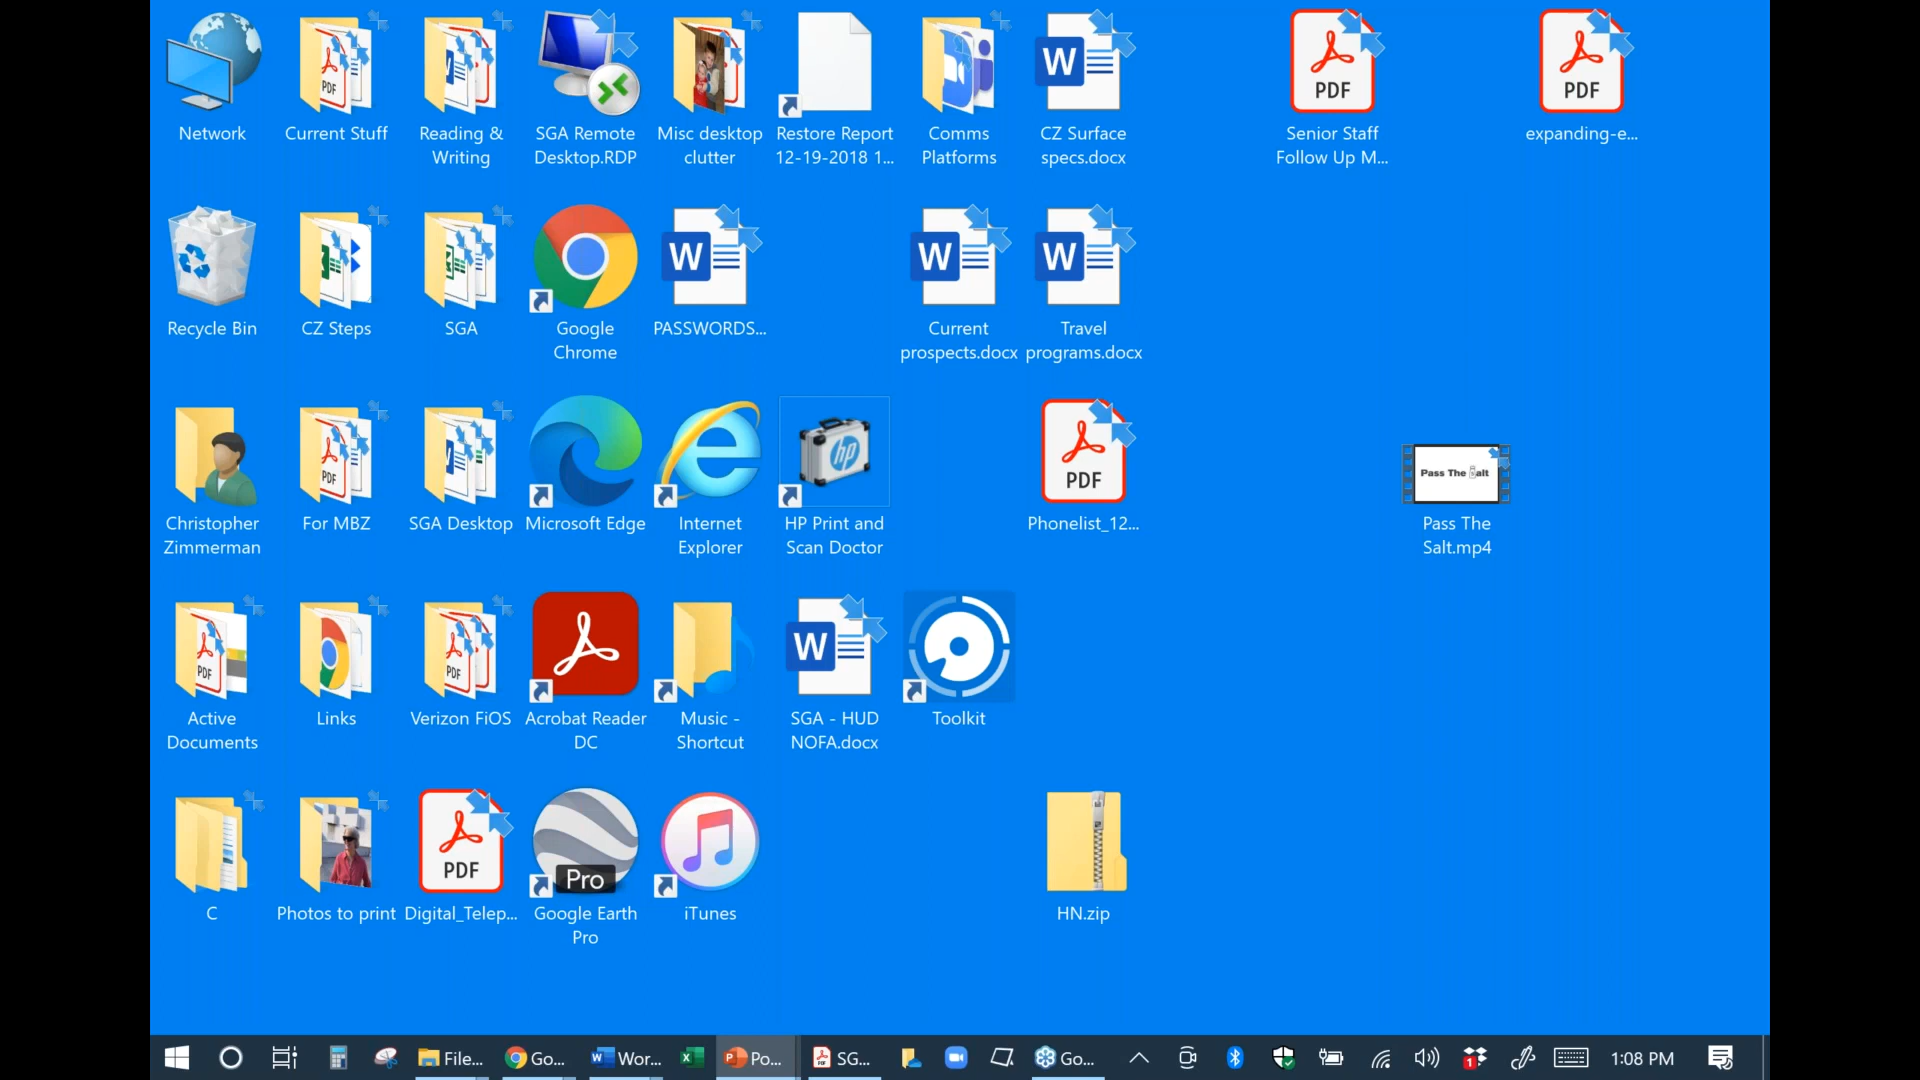 Network
Current Stuff
Reading &
Writing
SGA Remote
Desktop.RDP
Misc desktop
clutter
Restore Report
12-19-2018 1...
Comms
Platforms
CZ Surface
specs.docx
PDF
Senior Staff
Follow Up M...
PDF
expanding-e...
Recycle Bin
CZ Steps
SGA
Google
Chrome
PASSWORDS...
Current
prospects.docx
Travel
programs.docx
Christopher
Zimmerman
For MBZ
SGA Desktop
Microsoft Edge
Internet
Explorer
hp
HP Print and
Scan Doctor
PDF
Phonelist_12...
Pass The Salt
Pass The
Salt.mp4
Active
Documents
Links
Verizon FiOS
Acrobat Reader
DC
Music -
Shortcut
SGA - HUD
NOFA.docx
Toolkit
C
Photos to print
PDF
Digital_Telep...
Pro
Google Earth
Pro
iTunes
HN.zip
File...
Go...
Wor...
Po...
SG...
Go...
1
1:08 PM